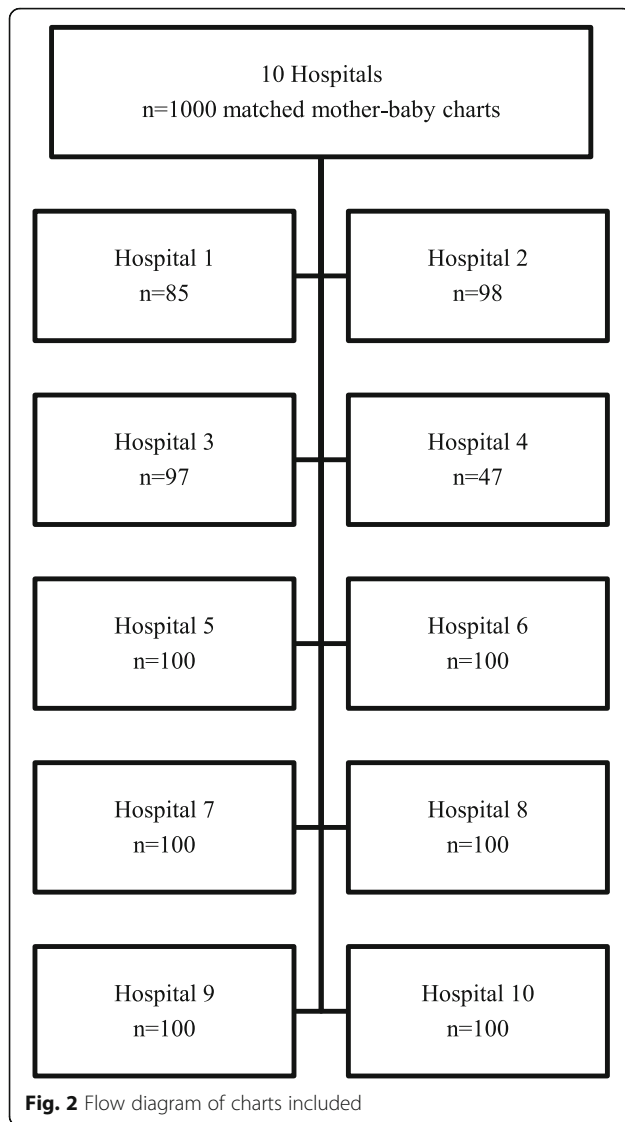 10 Hospitals
n=1000 matched mother-baby charts
Hospital 1
n=85
Hospital 2
n=98
Hospital 3
n=97
Hospital 4
n=47
Hospital 5
n=100
Hospital 6
n=100
Hospital 7
n=100
Hospital 8
n=100
Hospital 9
n=100
Hospital 10
n=100
Fig. 2 Flow diagram of charts included